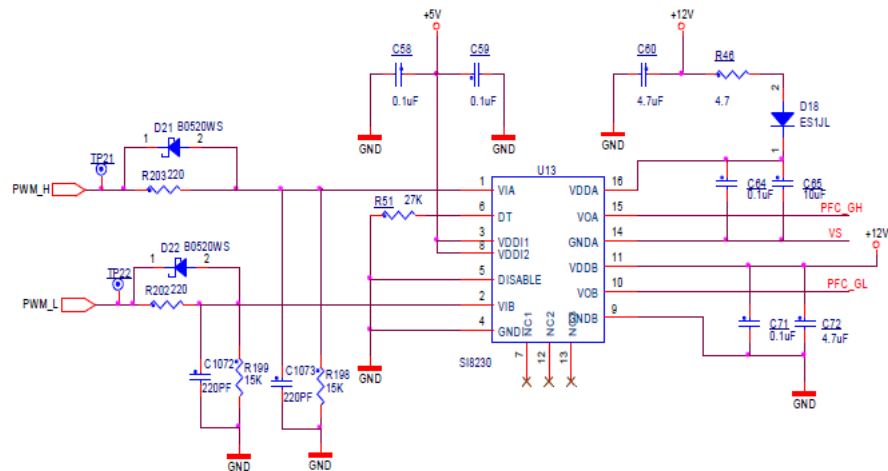 +5V
+12V
C58
C59
C60
R46
0.1uF
0.1uF
4.7uF
4.7
2
D18
ES1JL
1
GND
GND
GND
D21 B0520WS
1
2
TP21
R203 220
PWM_H
U13
R51 27K
1 VIA
6 DT
3 VDDI1
8 VDDI2
5 DISABLE
2 VIB
4 GND
VDDA 16
VOA 15
GNDA 14
VDDB 11
VOB 10
GNDB 9
NC1
NC2
NC3
7
12
13
SI8230
C64
0.1uF
C65
10uF
PFC_GH
VS
+12V
PFC_GL
C71
0.1uF
C72
4.7uF
GND
D22 B0520WS
1
2
TP22
R202 220
PWM_L
C1072
220PF
R199
15K
C1073
220PF
R198
15K
GND
GND
GND